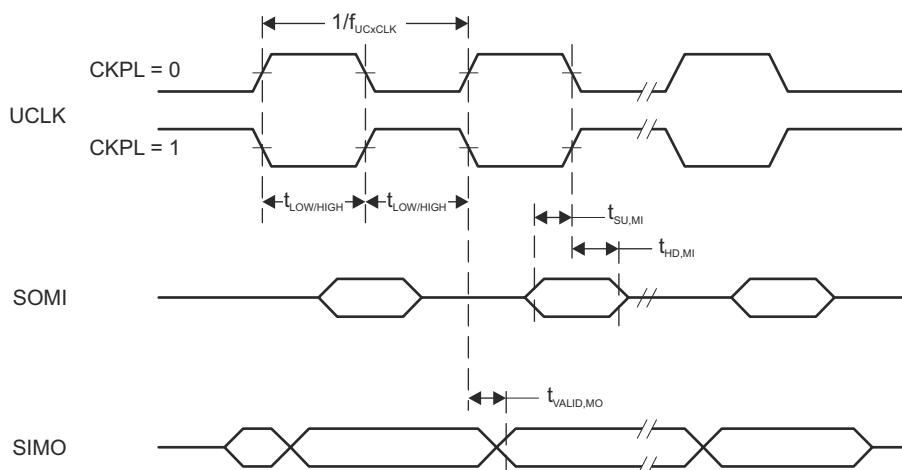 1/fUCxCLK
CKPL = 0
UCLK
CKPL = 1
tLOW/HIGH tLOW/HIGH
tSU,MI
tHD,MI
SOMI
tVALID,MO
SIMO